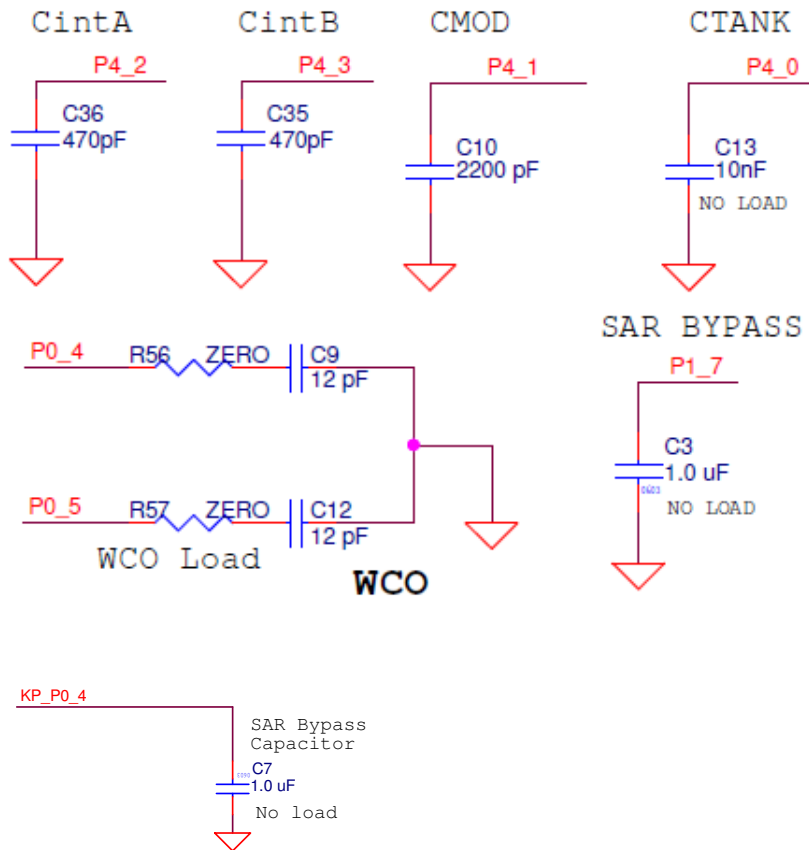 CintA CintB CMOD CTANK
P4_2 P4_3 P4_1 P4_0
C36
470pF
C35
470pF
C10
2200 pF
C13
10nF
NO LOAD
SAR BYPASS
P0_4 R56 ZERO C9
12 pF
P1_7
C3
1.0 uF
0603
NO LOAD
P0_5 R57 ZERO C12
12 pF
WCO Load
WCO
KP_P0_4
SAR Bypass
Capacitor
C7
1.0 uF
No load